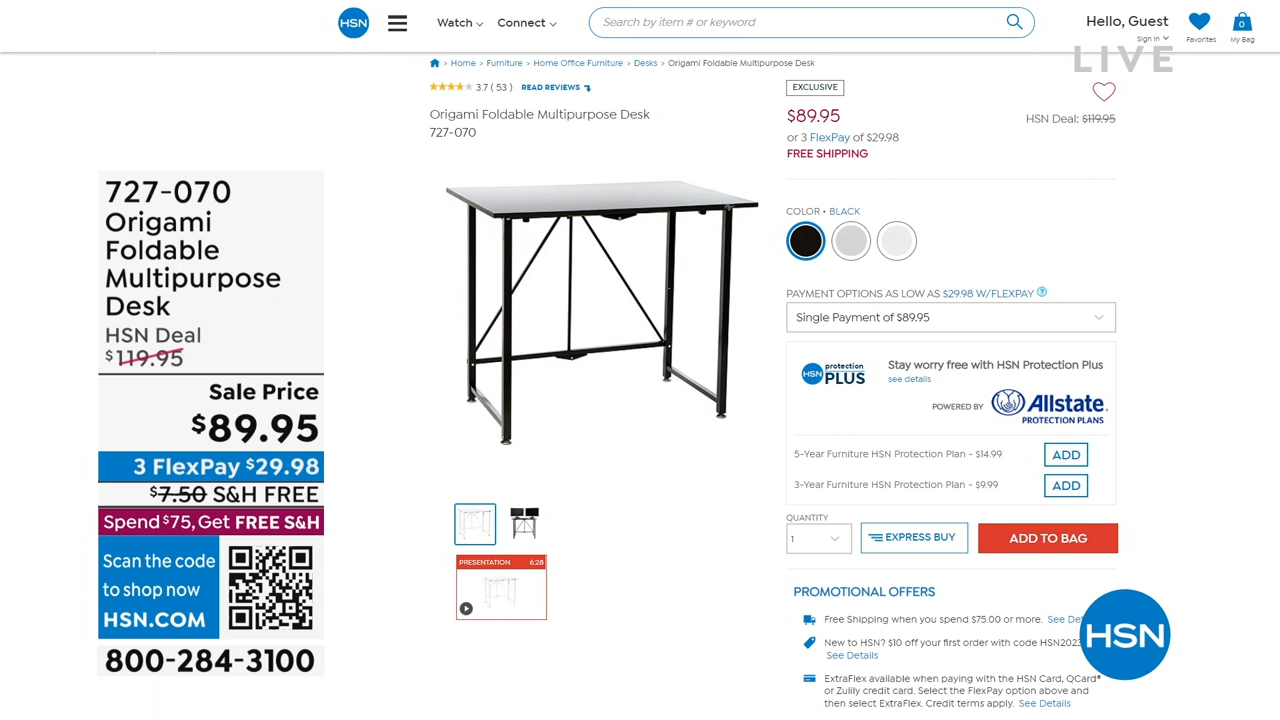 HSN
Watch
Connect
Search by item # or keyword
Hello, Guest
Sign In
Favorites
0
My Bag
LIVE
> Home > Furniture > Home Office Furniture > Desks > Origami Foldable Multipurpose Desk
3.7 ( 53 ) READ REVIEWS
Origami Foldable Multipurpose Desk
727-070
EXCLUSIVE
$89.95
HSN Deal: $119.95
or 3 FlexPay of $29.98
FREE SHIPPING
COLOR • BLACK
PAYMENT OPTIONS AS LOW AS $29.98 W/FLEXPAY ?
Single Payment of $89.95
HSN protection PLUS
Stay worry free with HSN Protection Plus
see details
POWERED BY Allstate.
PROTECTION PLANS
5-Year Furniture HSN Protection Plan - $14.99 ADD
3-Year Furniture HSN Protection Plan - $9.99 ADD
QUANTITY
1
EXPRESS BUY
ADD TO BAG
PROMOTIONAL OFFERS
Free Shipping when you spend $75.00 or more. See De
New to HSN? $10 off your first order with code HSN2023
See Details
ExtraFlex available when paying with the HSN Card, QCard®
or Zulily credit card. Select the FlexPay option above and
then select ExtraFlex. Credit terms apply. See Details
PRESENTATION 6:28
727-070
Origami
Foldable
Multipurpose
Desk
HSN Deal
$119.95
Sale Price
$89.95
3 FlexPay $29.98
$7.50 S&H FREE
Spend $75, Get FREE S&H
Scan the code
to shop now
HSN.COM
800-284-3100
HSN